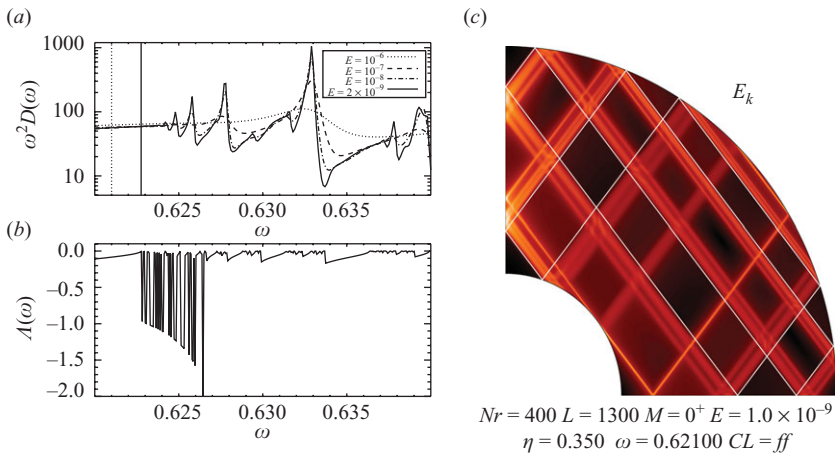 (a)
1000
100
10
ω²D(ω)
E = 10⁻⁶
E = 10⁻⁷
E = 10⁻⁸
E = 2 × 10⁻⁹
0.625 0.630 0.635
ω
(b)
0.0
−0.5
−1.0
−1.5
−2.0
Λ(ω)
0.625 0.630 0.635
ω
(c)
E_k
Nr = 400 L = 1300 M = 0⁺ E = 1.0 × 10⁻⁹
η = 0.350 ω = 0.62100 CL = ff